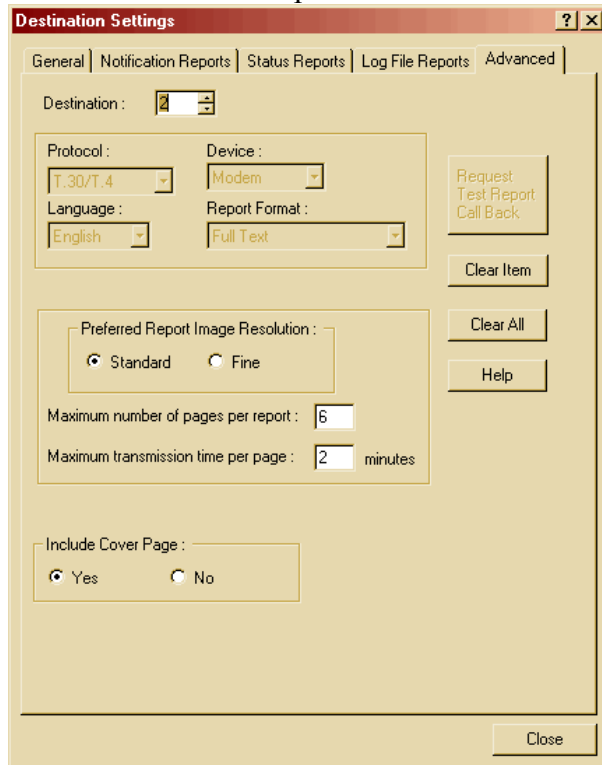 Destination Settings
General
Notification Reports
Status Reports
Log File Reports
Advanced
Destination :
2
Protocol :
Device :
T.30/T.4
Modem
Language :
Report Format :
English
Full Text
Request
Test Report
Call Back
Clear Item
Clear All
Help
Preferred Report Image Resolution :
Standard
Fine
Maximum number of pages per report : 6
Maximum transmission time per page : 2 minutes
Include Cover Page :
Yes
No
Close